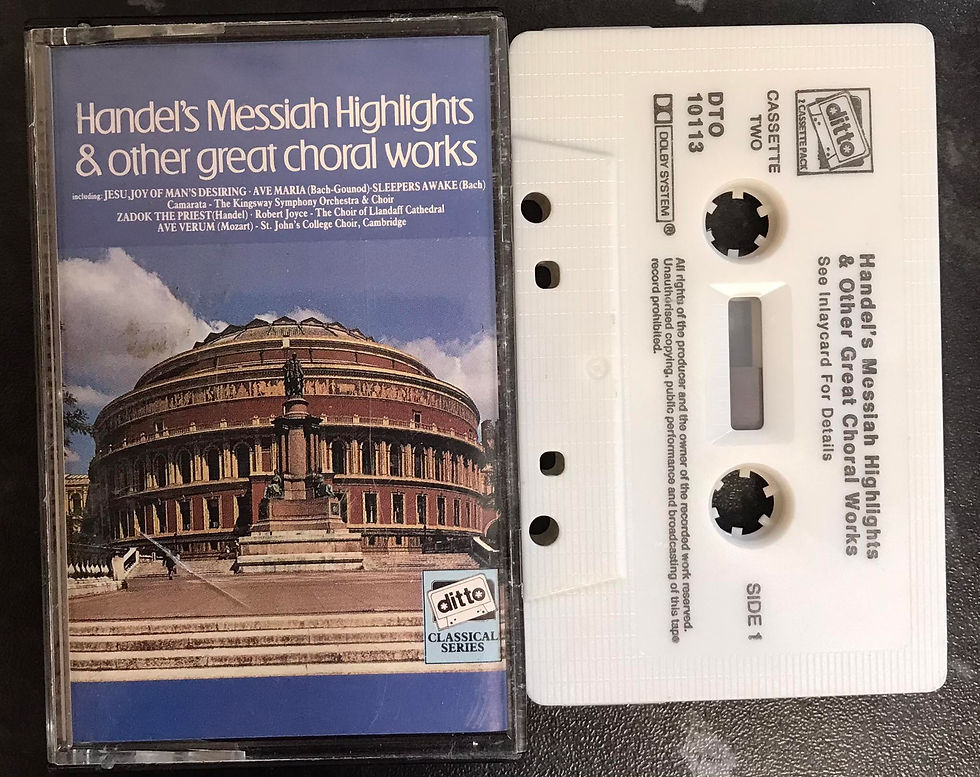 Handel's Messiah Highlights
& other great choral works
including: JESU, JOY OF MAN'S DESIRING · AVE MARIA (Bach-Gounod)·SLEEPERS AWAKE (Bach)
Camarata - The Kingsway Symphony Orchestra & Choir
ZADOK THE PRIEST(Handel) · Robert Joyce - The Choir of Llandaff Cathedral
AVE VERUM (Mozart) - St. John's College Choir, Cambridge
ditto
CLASSICAL
SERIES
ditto
2 CASSETTE PACK
CASSETTE
TWO
DTO
10113
DOLBY SYSTEM ®
Handel's Messiah Highlights
& Other Great Choral Works
See Inlaycard For Details
SIDE 1
All rights of the producer and the owner of the recorded work reserved.
Unauthorised copying, public performance and broadcasting of this tape
record prohibited.